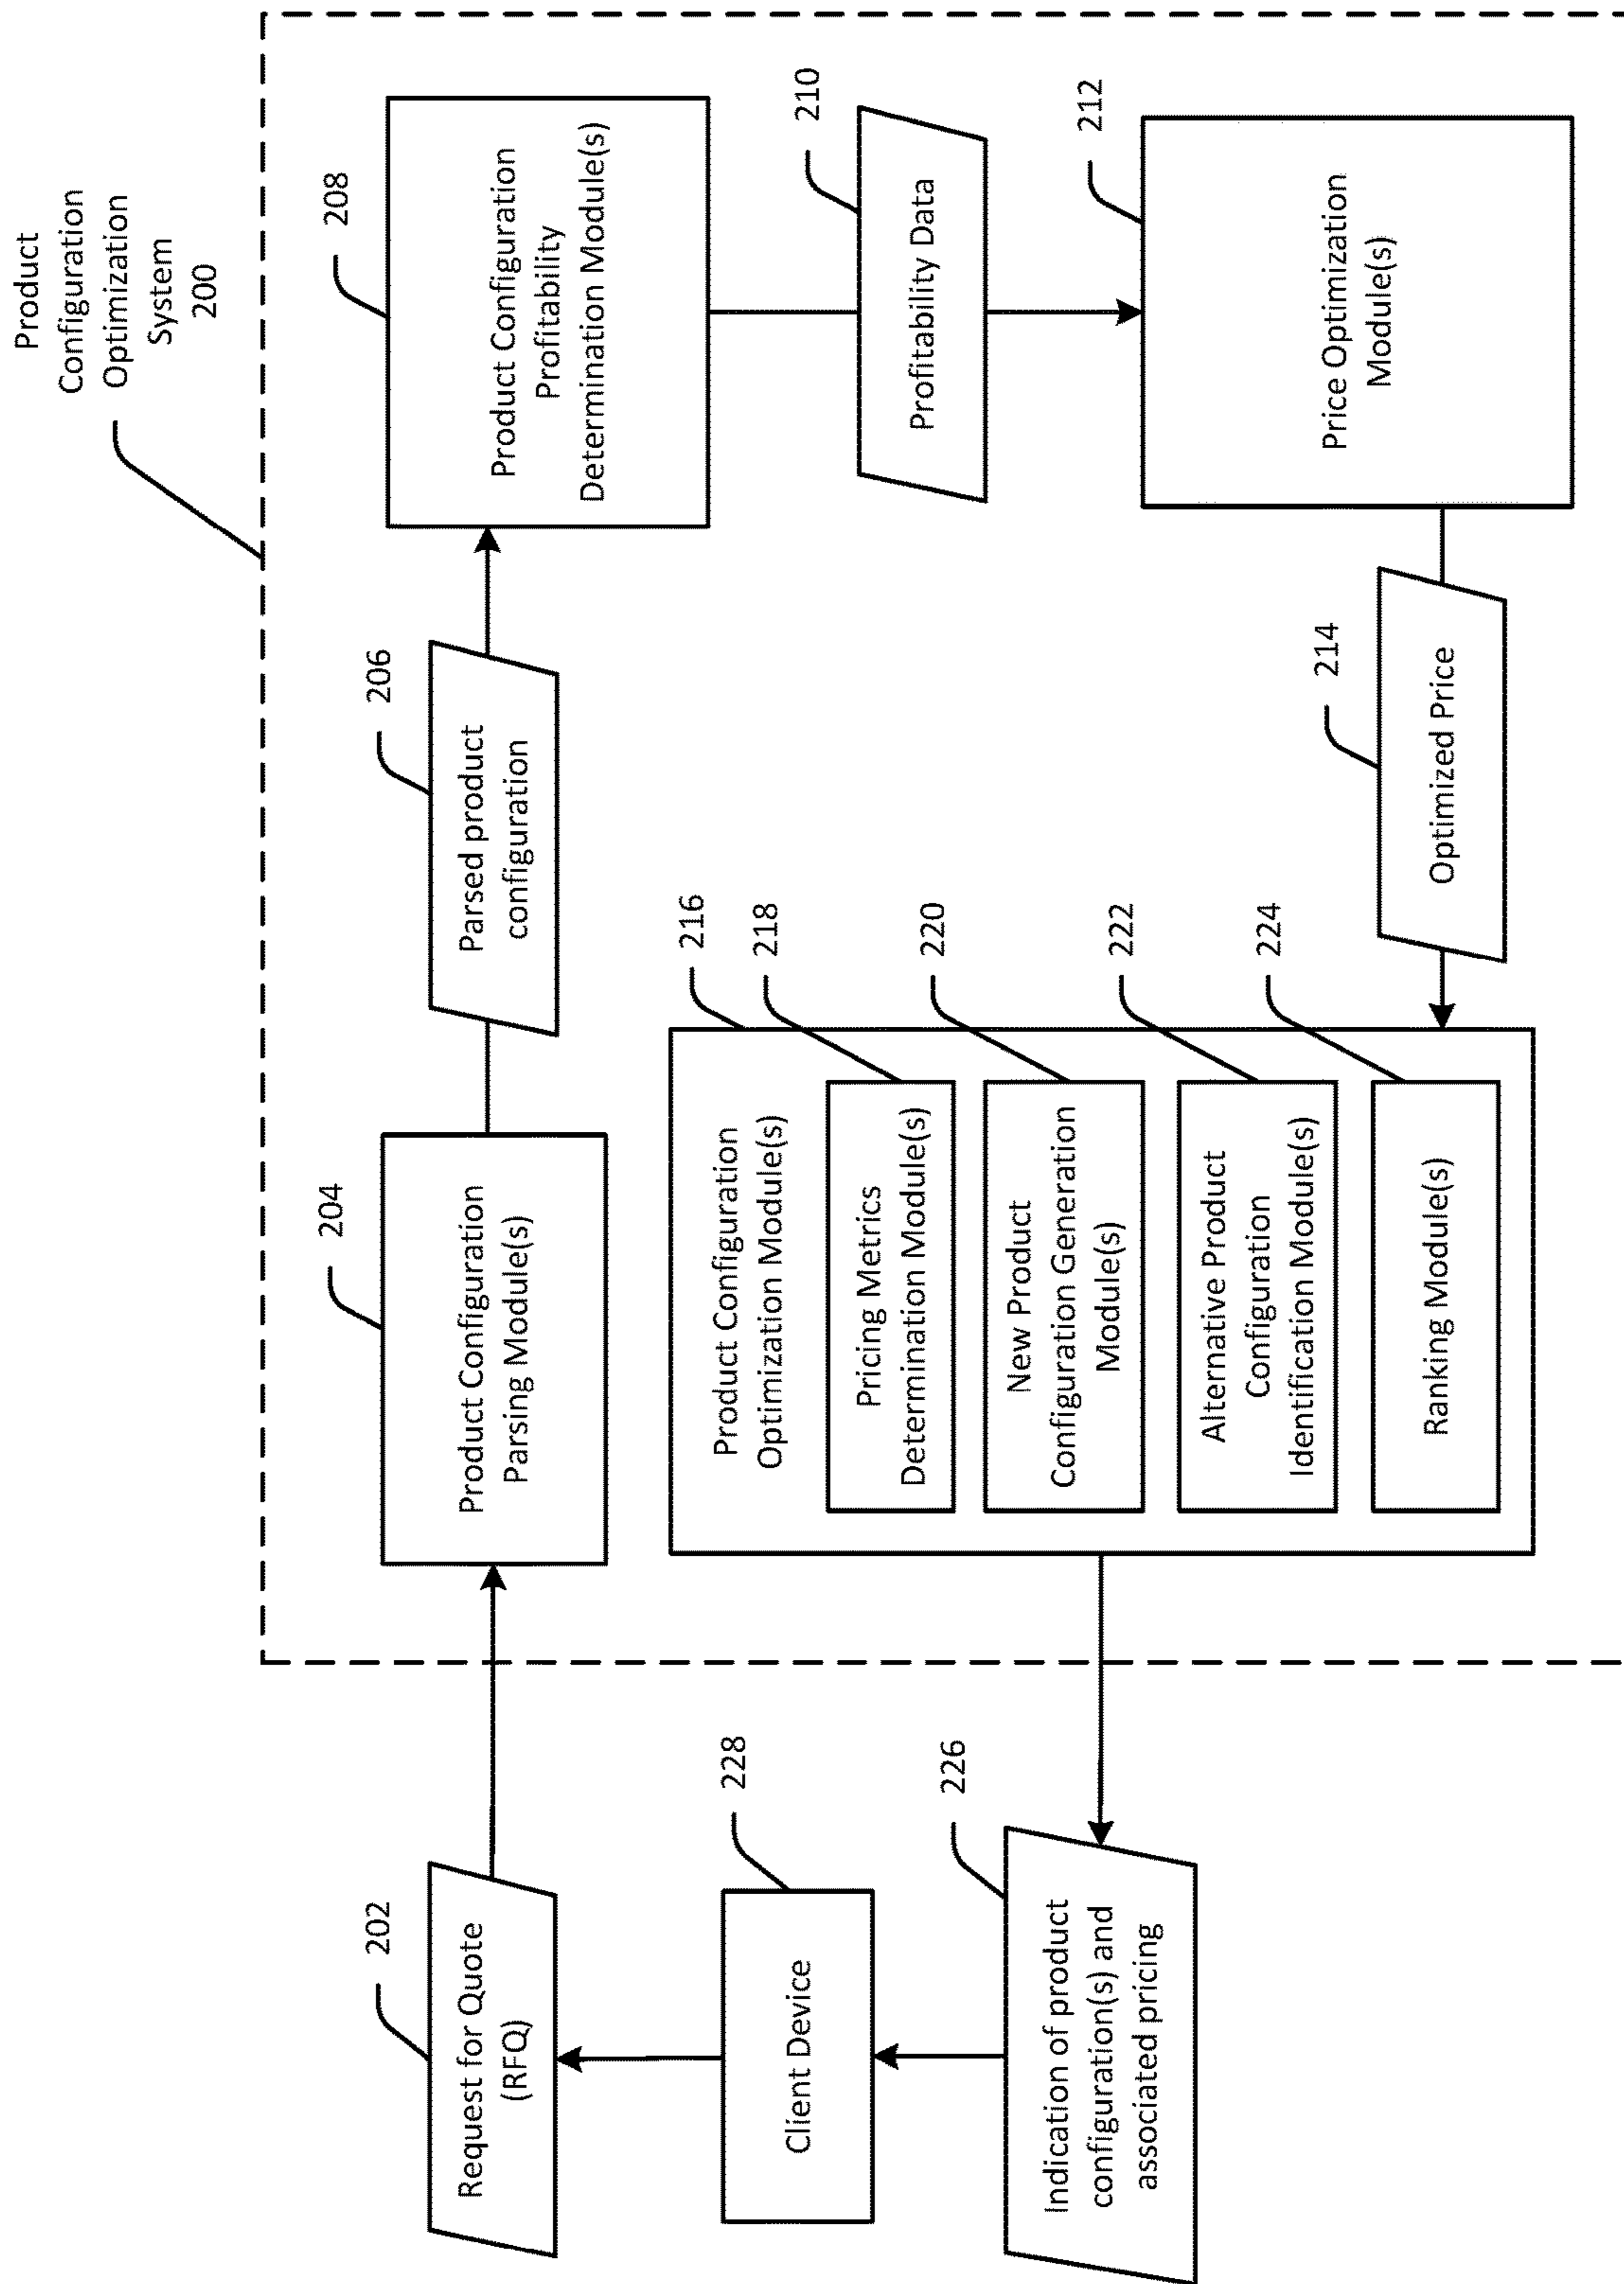 Product
Configuration
Optimization
System
200
202
Request for Quote
(RFQ)
204
Product Configuration
Parsing Module(s)
206
Parsed product
configuration
208
Product Configuration
Profitability
Determination Module(s)
210
Profitability Data
212
Price Optimization
Module(s)
214
Optimized Price
216
Product Configuration
Optimization Module(s)
218
Pricing Metrics
Determination Module(s)
220
New Product
Configuration Generation
Module(s)
222
Alternative Product
Configuration
Identification Module(s)
224
Ranking Module(s)
226
Indication of product
configuration(s) and
associated pricing
228
Client Device